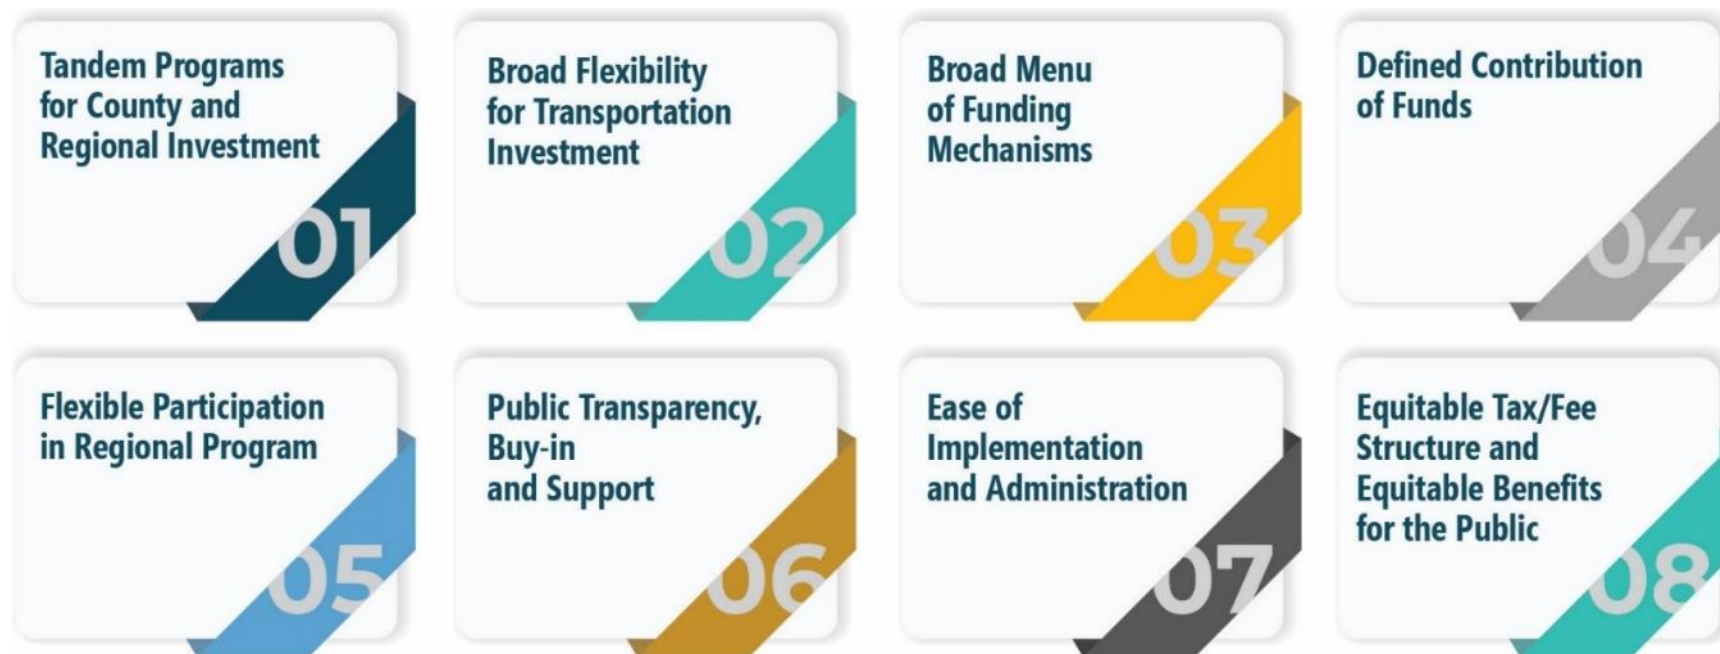 Tandem Programs
for County and
Regional Investment
01
Broad Flexibility
for Transportation
Investment
02
Broad Menu
of Funding
Mechanisms
03
Defined Contribution
of Funds
04
Flexible Participation
in Regional Program
05
Public Transparency,
Buy-in
and Support
06
Ease of
Implementation
and Administration
07
Equitable Tax/Fee
Structure and
Equitable Benefits
for the Public
08